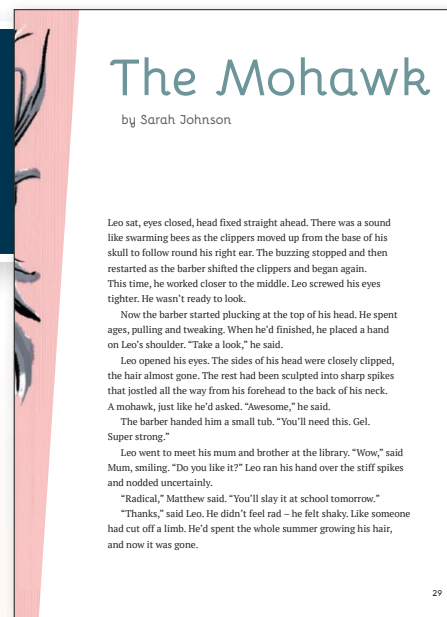 The Mohawk
by Sarah Johnson
Leo sat, eyes closed, head fixed straight ahead. There was a sound
like swarming bees as the clippers moved up from the base of his
skull to follow round his right ear. The buzzing stopped and then
restarted as the barber shifted the clippers and began again.
This time, he worked closer to the middle. Leo screwed his eyes
tighter. He wasn’t ready to look.
Now the barber started plucking at the top of his head. He spent
ages, pulling and tweaking. When he’d finished, he placed a hand
on Leo’s shoulder. “Take a look,” he said.
Leo opened his eyes. The sides of his head were closely clipped,
the hair almost gone. The rest had been sculpted into sharp spikes
that jostled all the way from his forehead to the back of his neck.
A mohawk, just like he’d asked. “Awesome,” he said.
The barber handed him a small tub. “You’ll need this. Gel.
Super strong.”
Leo went to meet his mum and brother at the library. “Wow,” said
Mum, smiling. “Do you like it?” Leo ran his hand over the stiff spikes
and nodded uncertainly.
“Radical,” Matthew said. “You’ll slay it at school tomorrow.”
“Thanks,” said Leo. He didn’t feel rad – he felt shaky. Like someone
had cut off a limb. He’d spent the whole summer growing his hair,
and now it was gone.
29